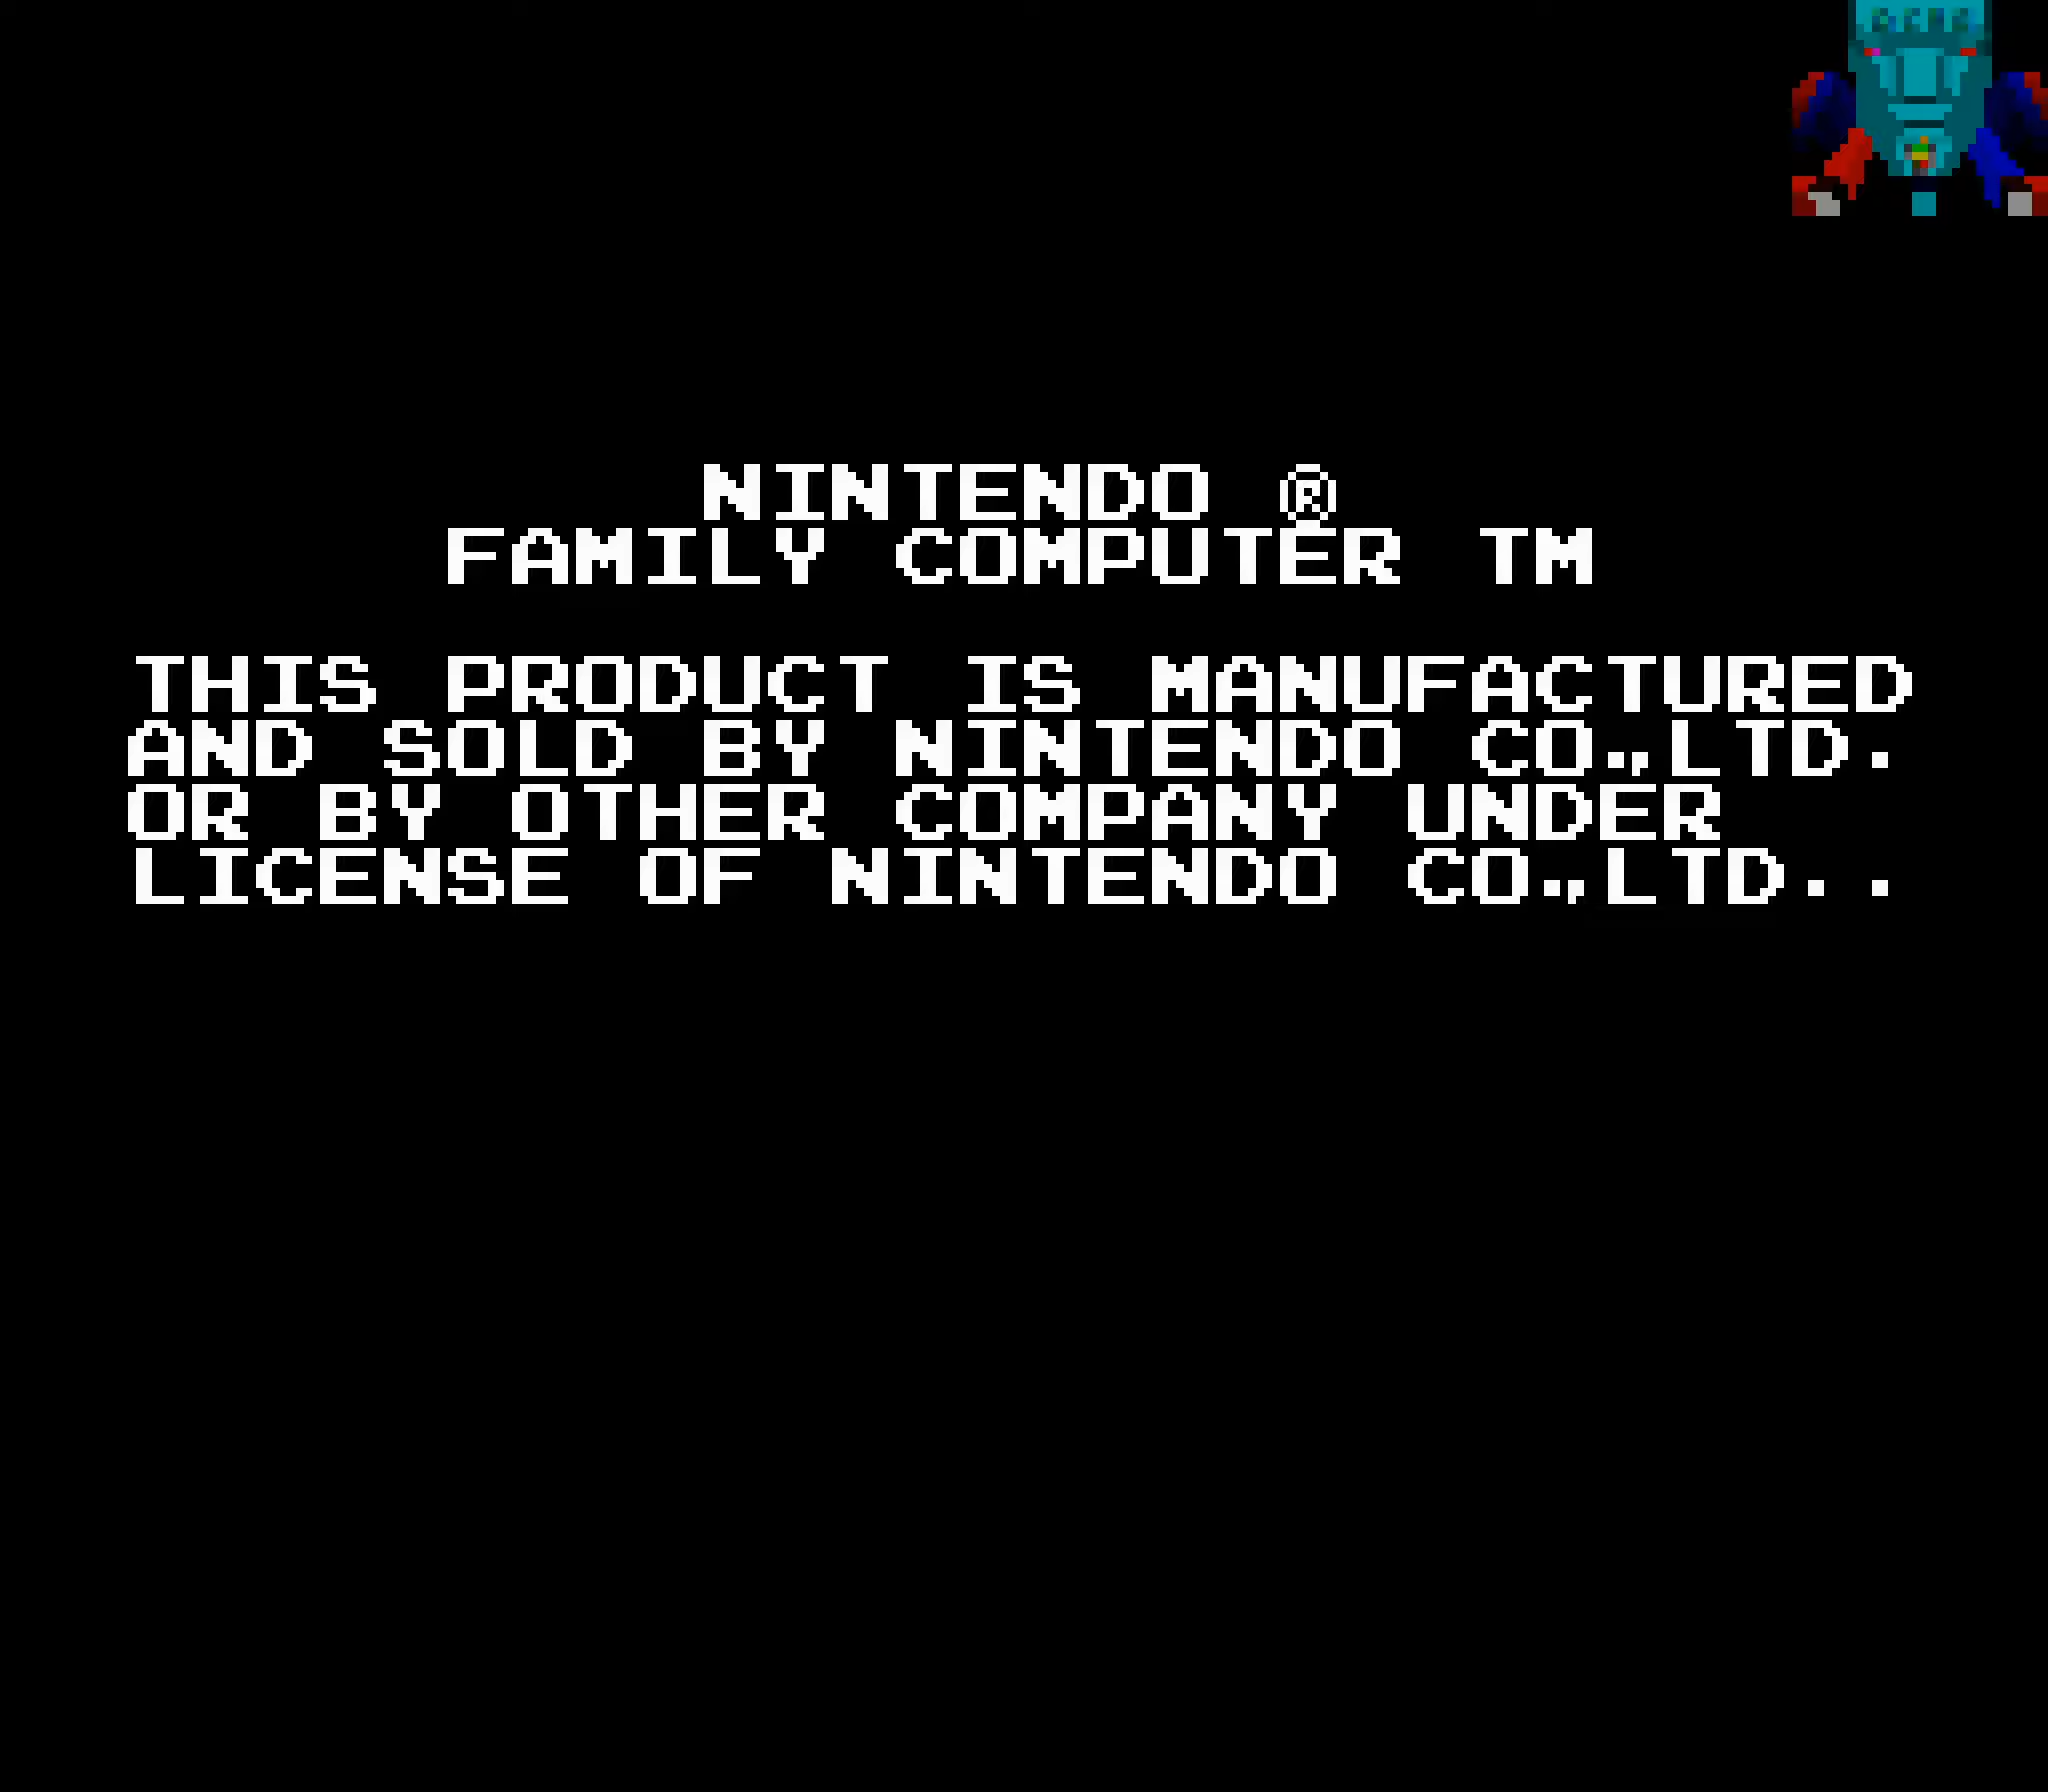 NINTENDO ®
FAMILY COMPUTER TM
THIS PRODUCT IS MANUFACTURED
AND SOLD BY NINTENDO CO.,LTD.
OR BY OTHER COMPANY UNDER
LICENSE OF NINTENDO CO.,LTD..